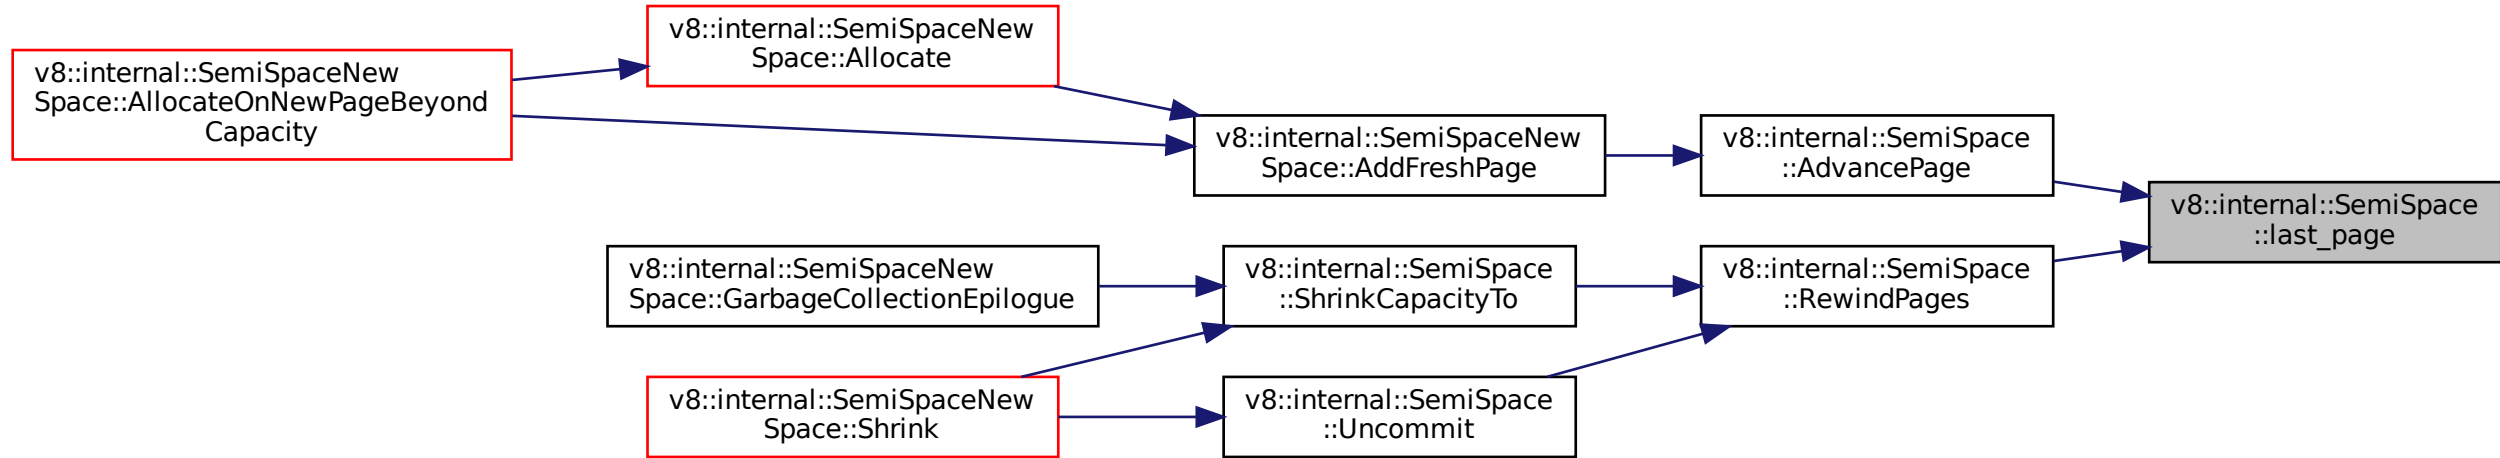 v8::internal::SemiSpaceNew
Space::AllocateOnNewPageBeyond
Capacity
v8::internal::SemiSpaceNew
Space::Allocate
v8::internal::SemiSpaceNew
Space::AddFreshPage
v8::internal::SemiSpace
::AdvancePage
v8::internal::SemiSpace
::last_page
v8::internal::SemiSpaceNew
Space::GarbageCollectionEpilogue
v8::internal::SemiSpace
::ShrinkCapacityTo
v8::internal::SemiSpace
::RewindPages
v8::internal::SemiSpaceNew
Space::Shrink
v8::internal::SemiSpace
::Uncommit